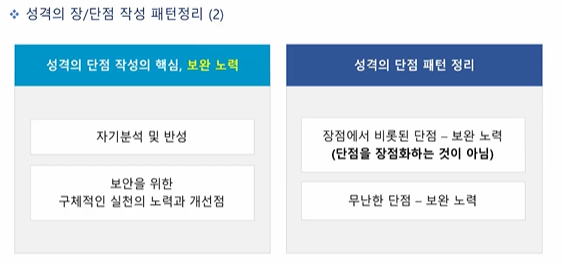 ❖ 성격의 장/단점 작성 패턴정리 (2)
성격의 단점 작성의 핵심, 보완 노력
자기분석 및 반성
보안을 위한
구체적인 실천의 노력과 개선점
성격의 단점 패턴 정리
장점에서 비롯된 단점 – 보완 노력
(단점을 장점화하는 것이 아님)
무난한 단점 – 보완 노력